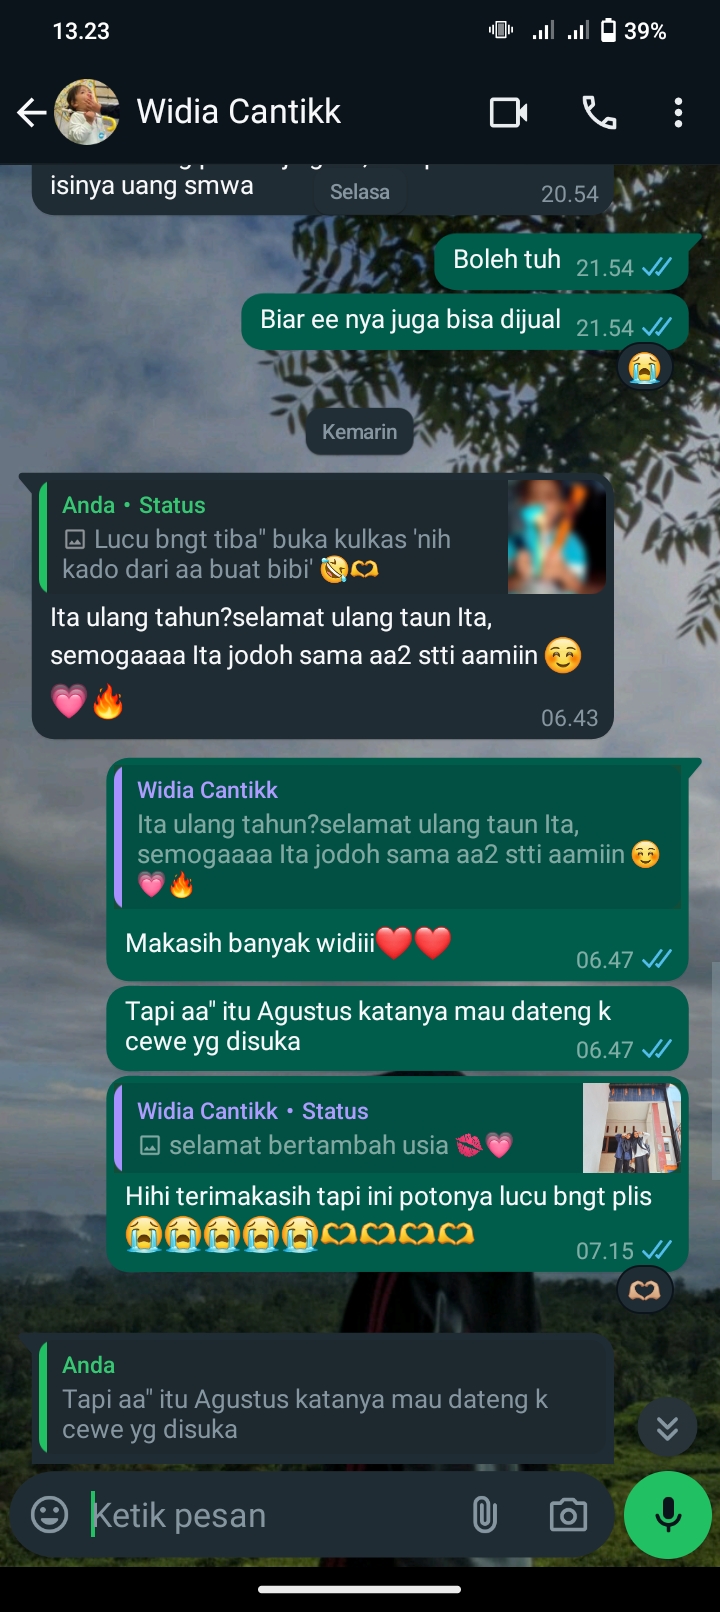 13.23
39%
Widia Cantikk
isinya uang smwa
20.54
Selasa
Boleh tuh
21.54
Biar ee nya juga bisa dijual
21.54
😭
Kemarin
Anda • Status
Lucu bngt tiba" buka kulkas 'nih
kado dari aa buat bibi' 🤣🫶
Ita ulang tahun?selamat ulang taun Ita,
semogaaaa Ita jodoh sama aa2 stti aamiin ☺️
💗🔥
06.43
Widia Cantikk
Ita ulang tahun?selamat ulang taun Ita,
semogaaaa Ita jodoh sama aa2 stti aamiin ☺️
💗🔥
Makasih banyak widiii❤️❤️
06.47
Tapi aa" itu Agustus katanya mau dateng k
cewe yg disuka
06.47
Widia Cantikk • Status
selamat bertambah usia 💋💗
Hihi terimakasih tapi ini potonya lucu bngt plis
😭😭😭😭😭🫶🫶🫶🫶
07.15
🫶🏼
Anda
Tapi aa" itu Agustus katanya mau dateng k
cewe yg disuka
Ketik pesan